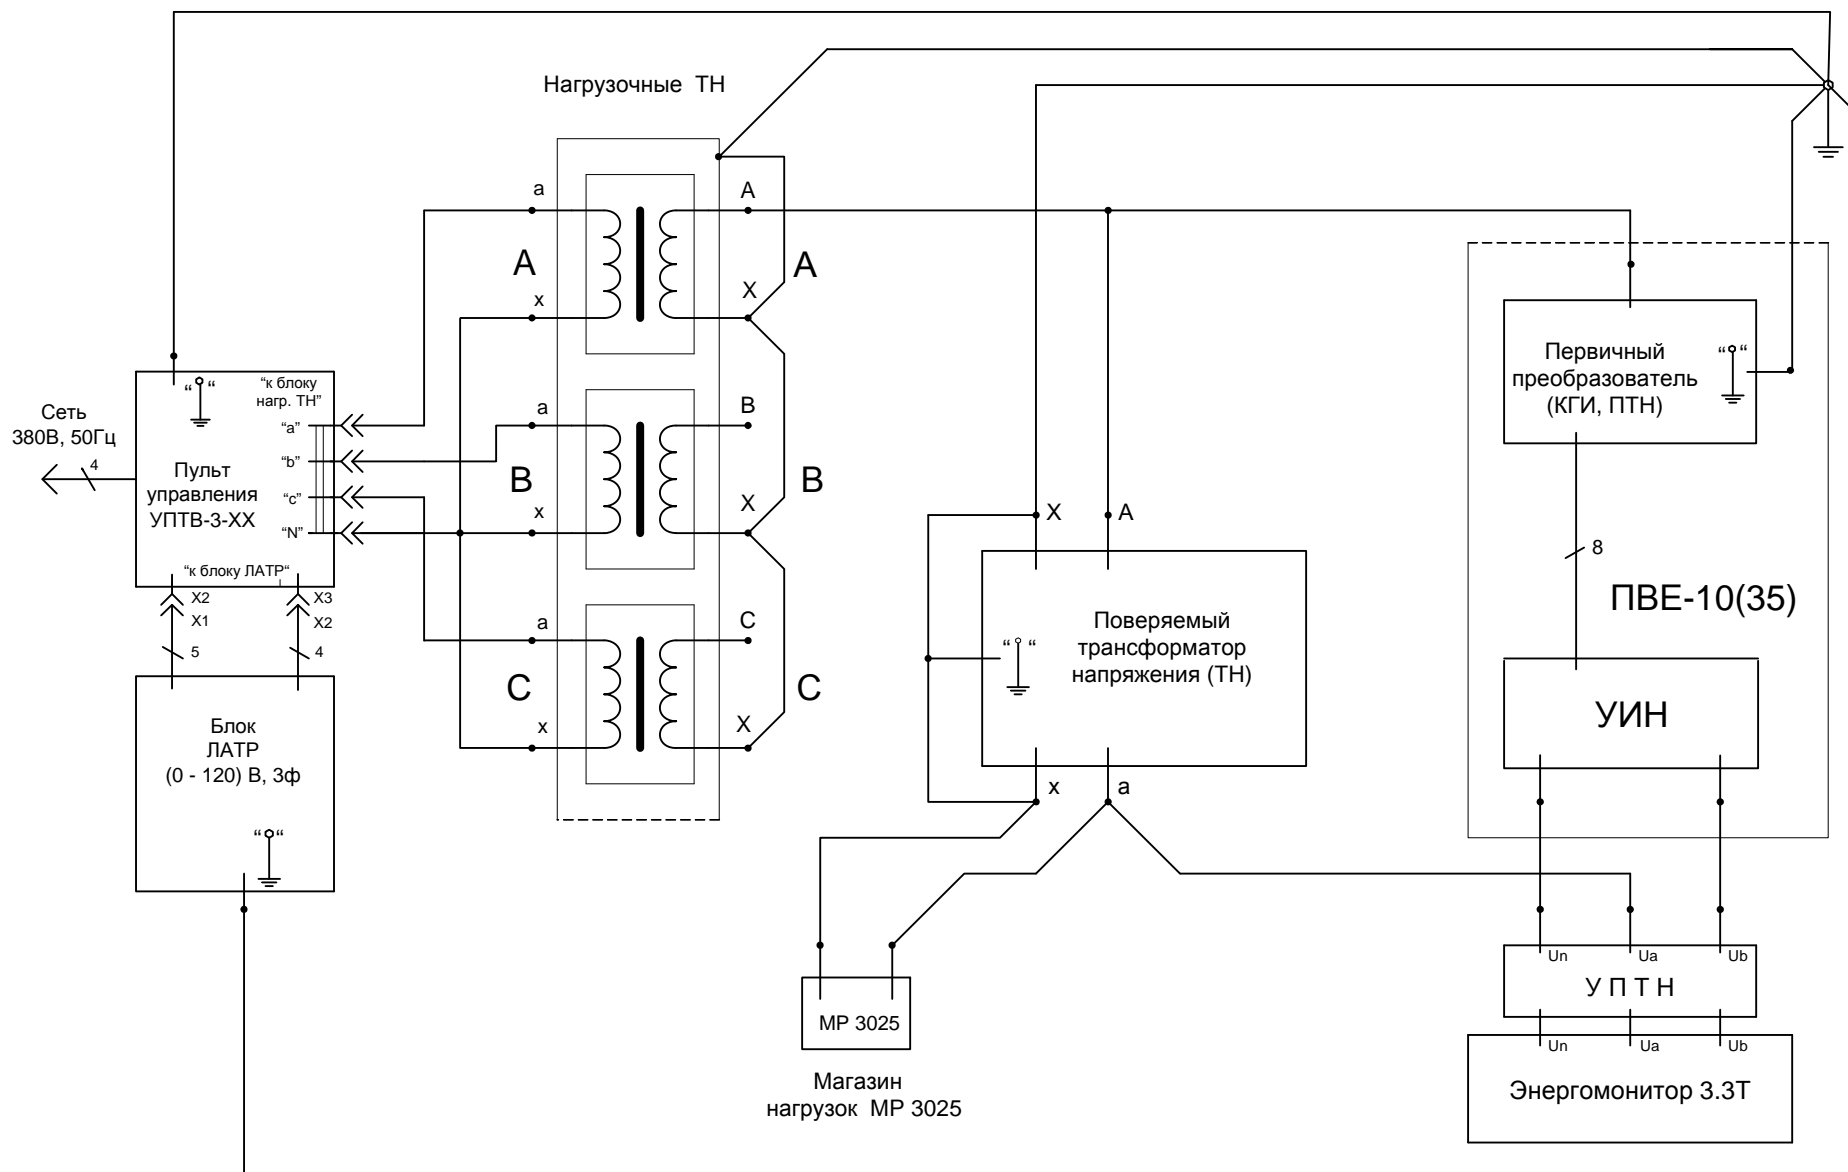 Нагрузочные ТН
a
A
A
A
x
X
“ “
“к блоку
нагр. ТН”
Сеть
380В, 50Гц
4
“a”
“b”
“c”
“N”
Пульт
управления
УПТВ-3-ХХ
“к блоку ЛАТР“
X2
X1
X3
X2
5
4
Блок
ЛАТР
(0 - 120) В, 3ф
“ “
a
B
B
B
x
X
a
C
C
C
x
X
X
A
“ “
Поверяемый
трансформатор
напряжения (ТН)
x
a
МР 3025
Магазин
нагрузок МР 3025
Первичный
преобразователь
(КГИ, ПТН)
“ “
8
ПВЕ-10(35)
УИН
Un
Ua
Ub
У П Т Н
Un
Ua
Ub
Энергомонитор 3.3Т